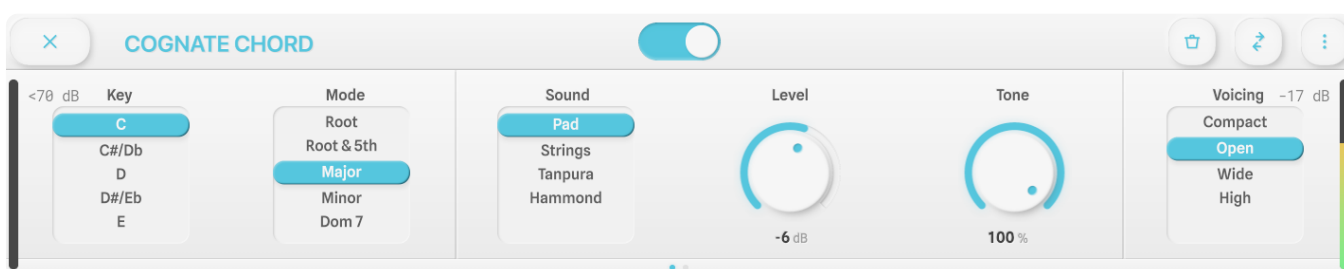 COGNATE CHORD
<70 dB
Key
C
C#/Db
D
D#/Eb
E
Mode
Root
Root & 5th
Major
Minor
Dom 7
Sound
Pad
Strings
Tanpura
Hammond
Level
-6 dB
Tone
100 %
Voicing
-17 dB
Compact
Open
Wide
High